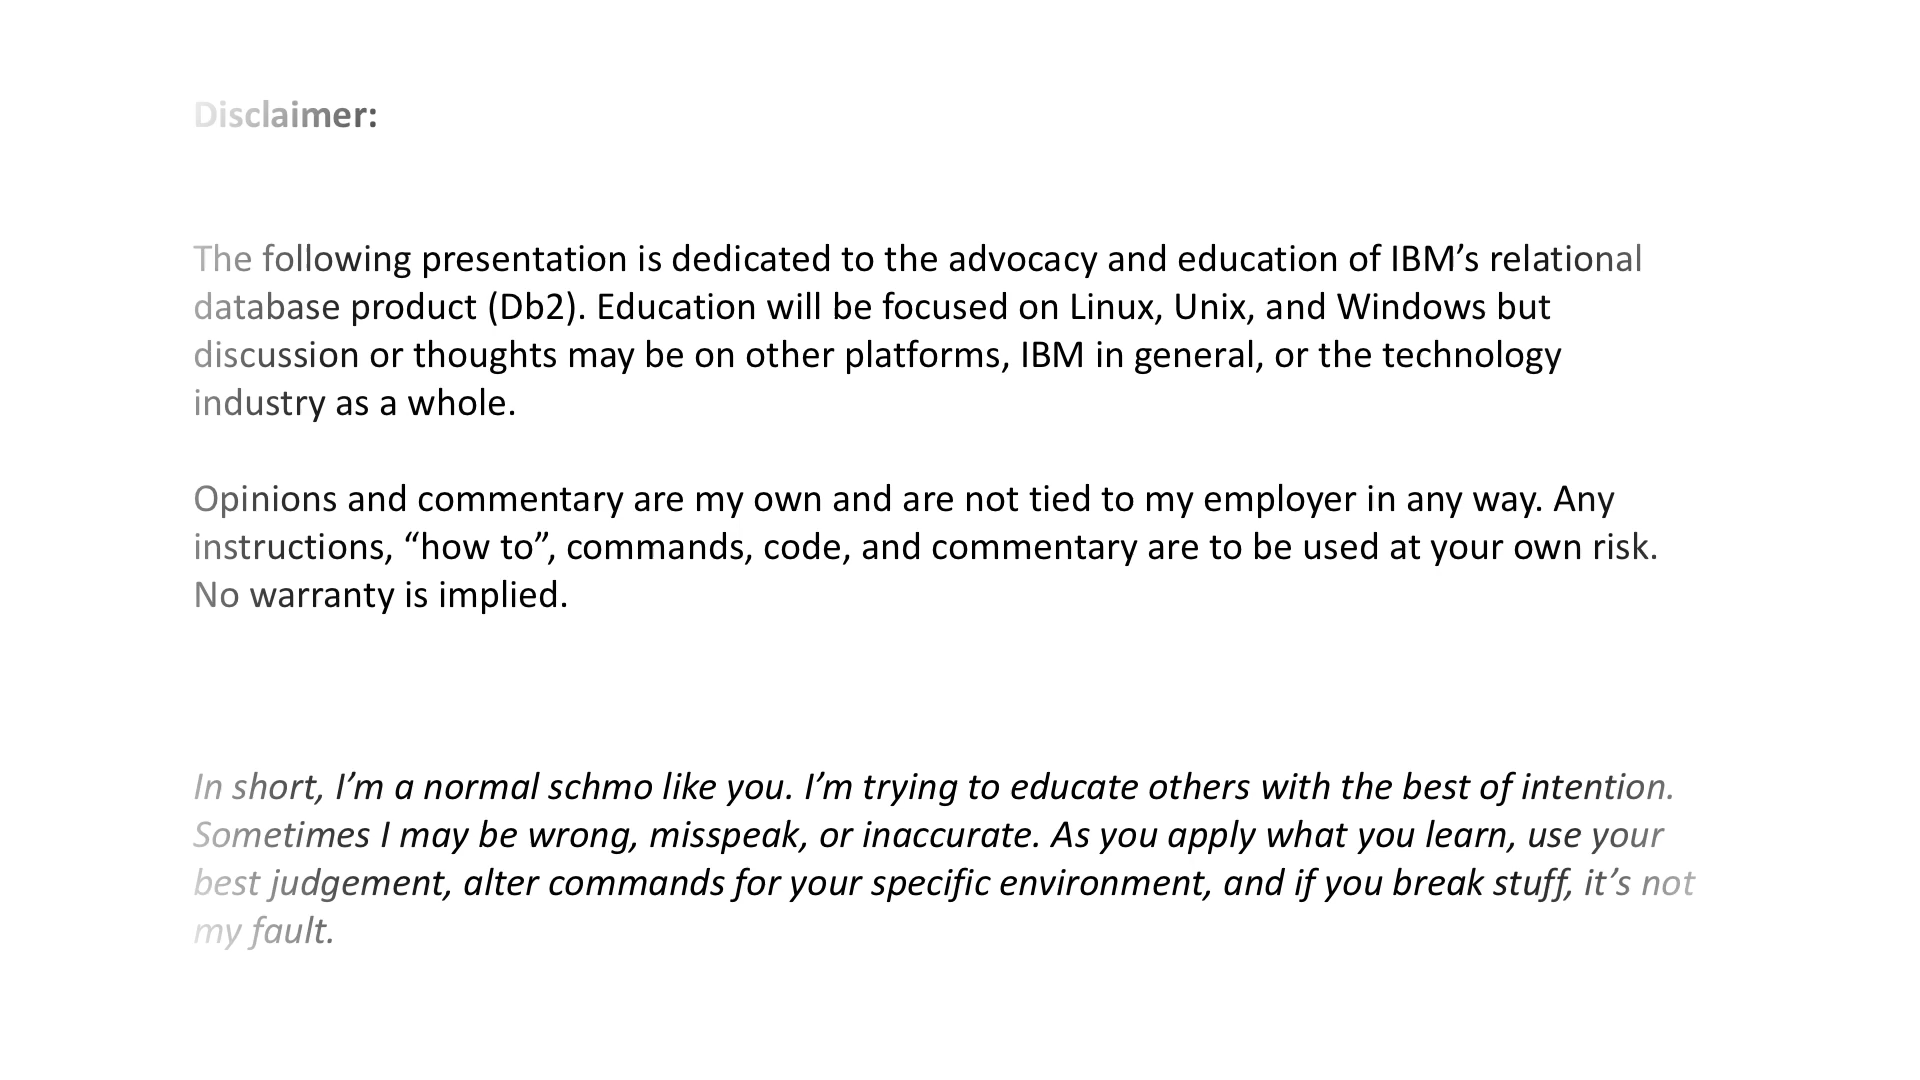 Disclaimer:
The following presentation is dedicated to the advocacy and education of IBM’s relational
database product (Db2). Education will be focused on Linux, Unix, and Windows but
discussion or thoughts may be on other platforms, IBM in general, or the technology
industry as a whole.
Opinions and commentary are my own and are not tied to my employer in any way. Any
instructions, “how to”, commands, code, and commentary are to be used at your own risk.
No warranty is implied.
In short, I’m a normal schmo like you. I’m trying to educate others with the best of intention.
Sometimes I may be wrong, misspeak, or inaccurate. As you apply what you learn, use your
best judgement, alter commands for your specific environment, and if you break stuff, it’s not
my fault.